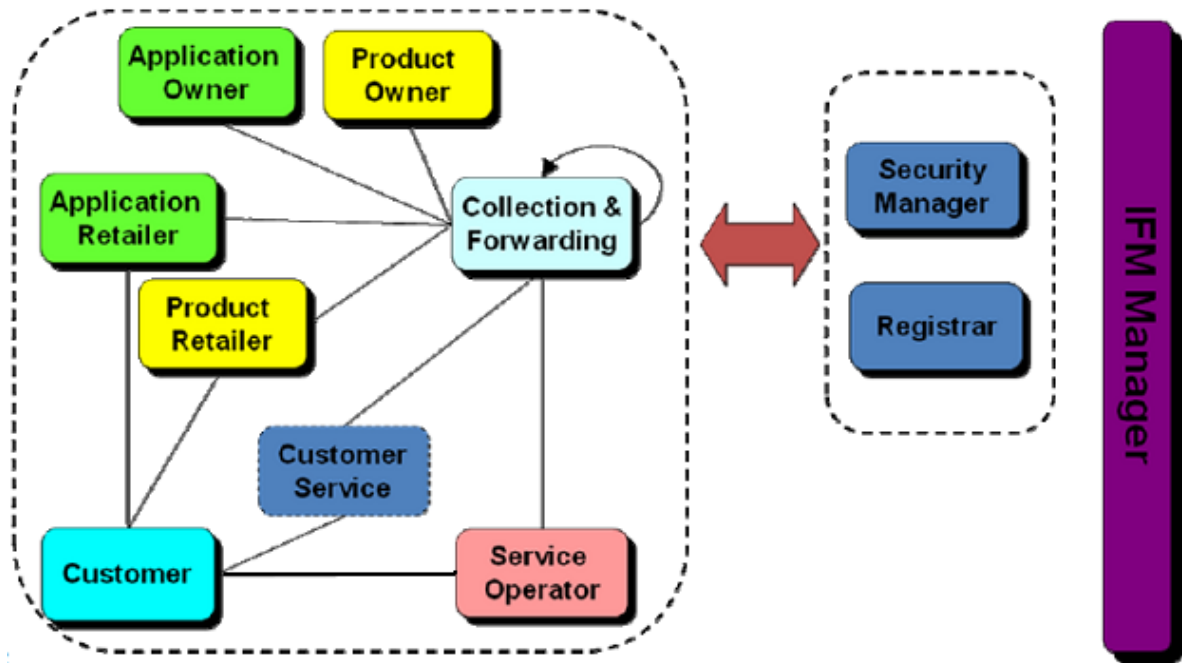 Application
Owner
Product
Owner
Application
Retailer
Collection &
Forwarding
Product
Retailer
Customer
Service
Customer
Service
Operator
Security
Manager
Registrar
IFM Manager